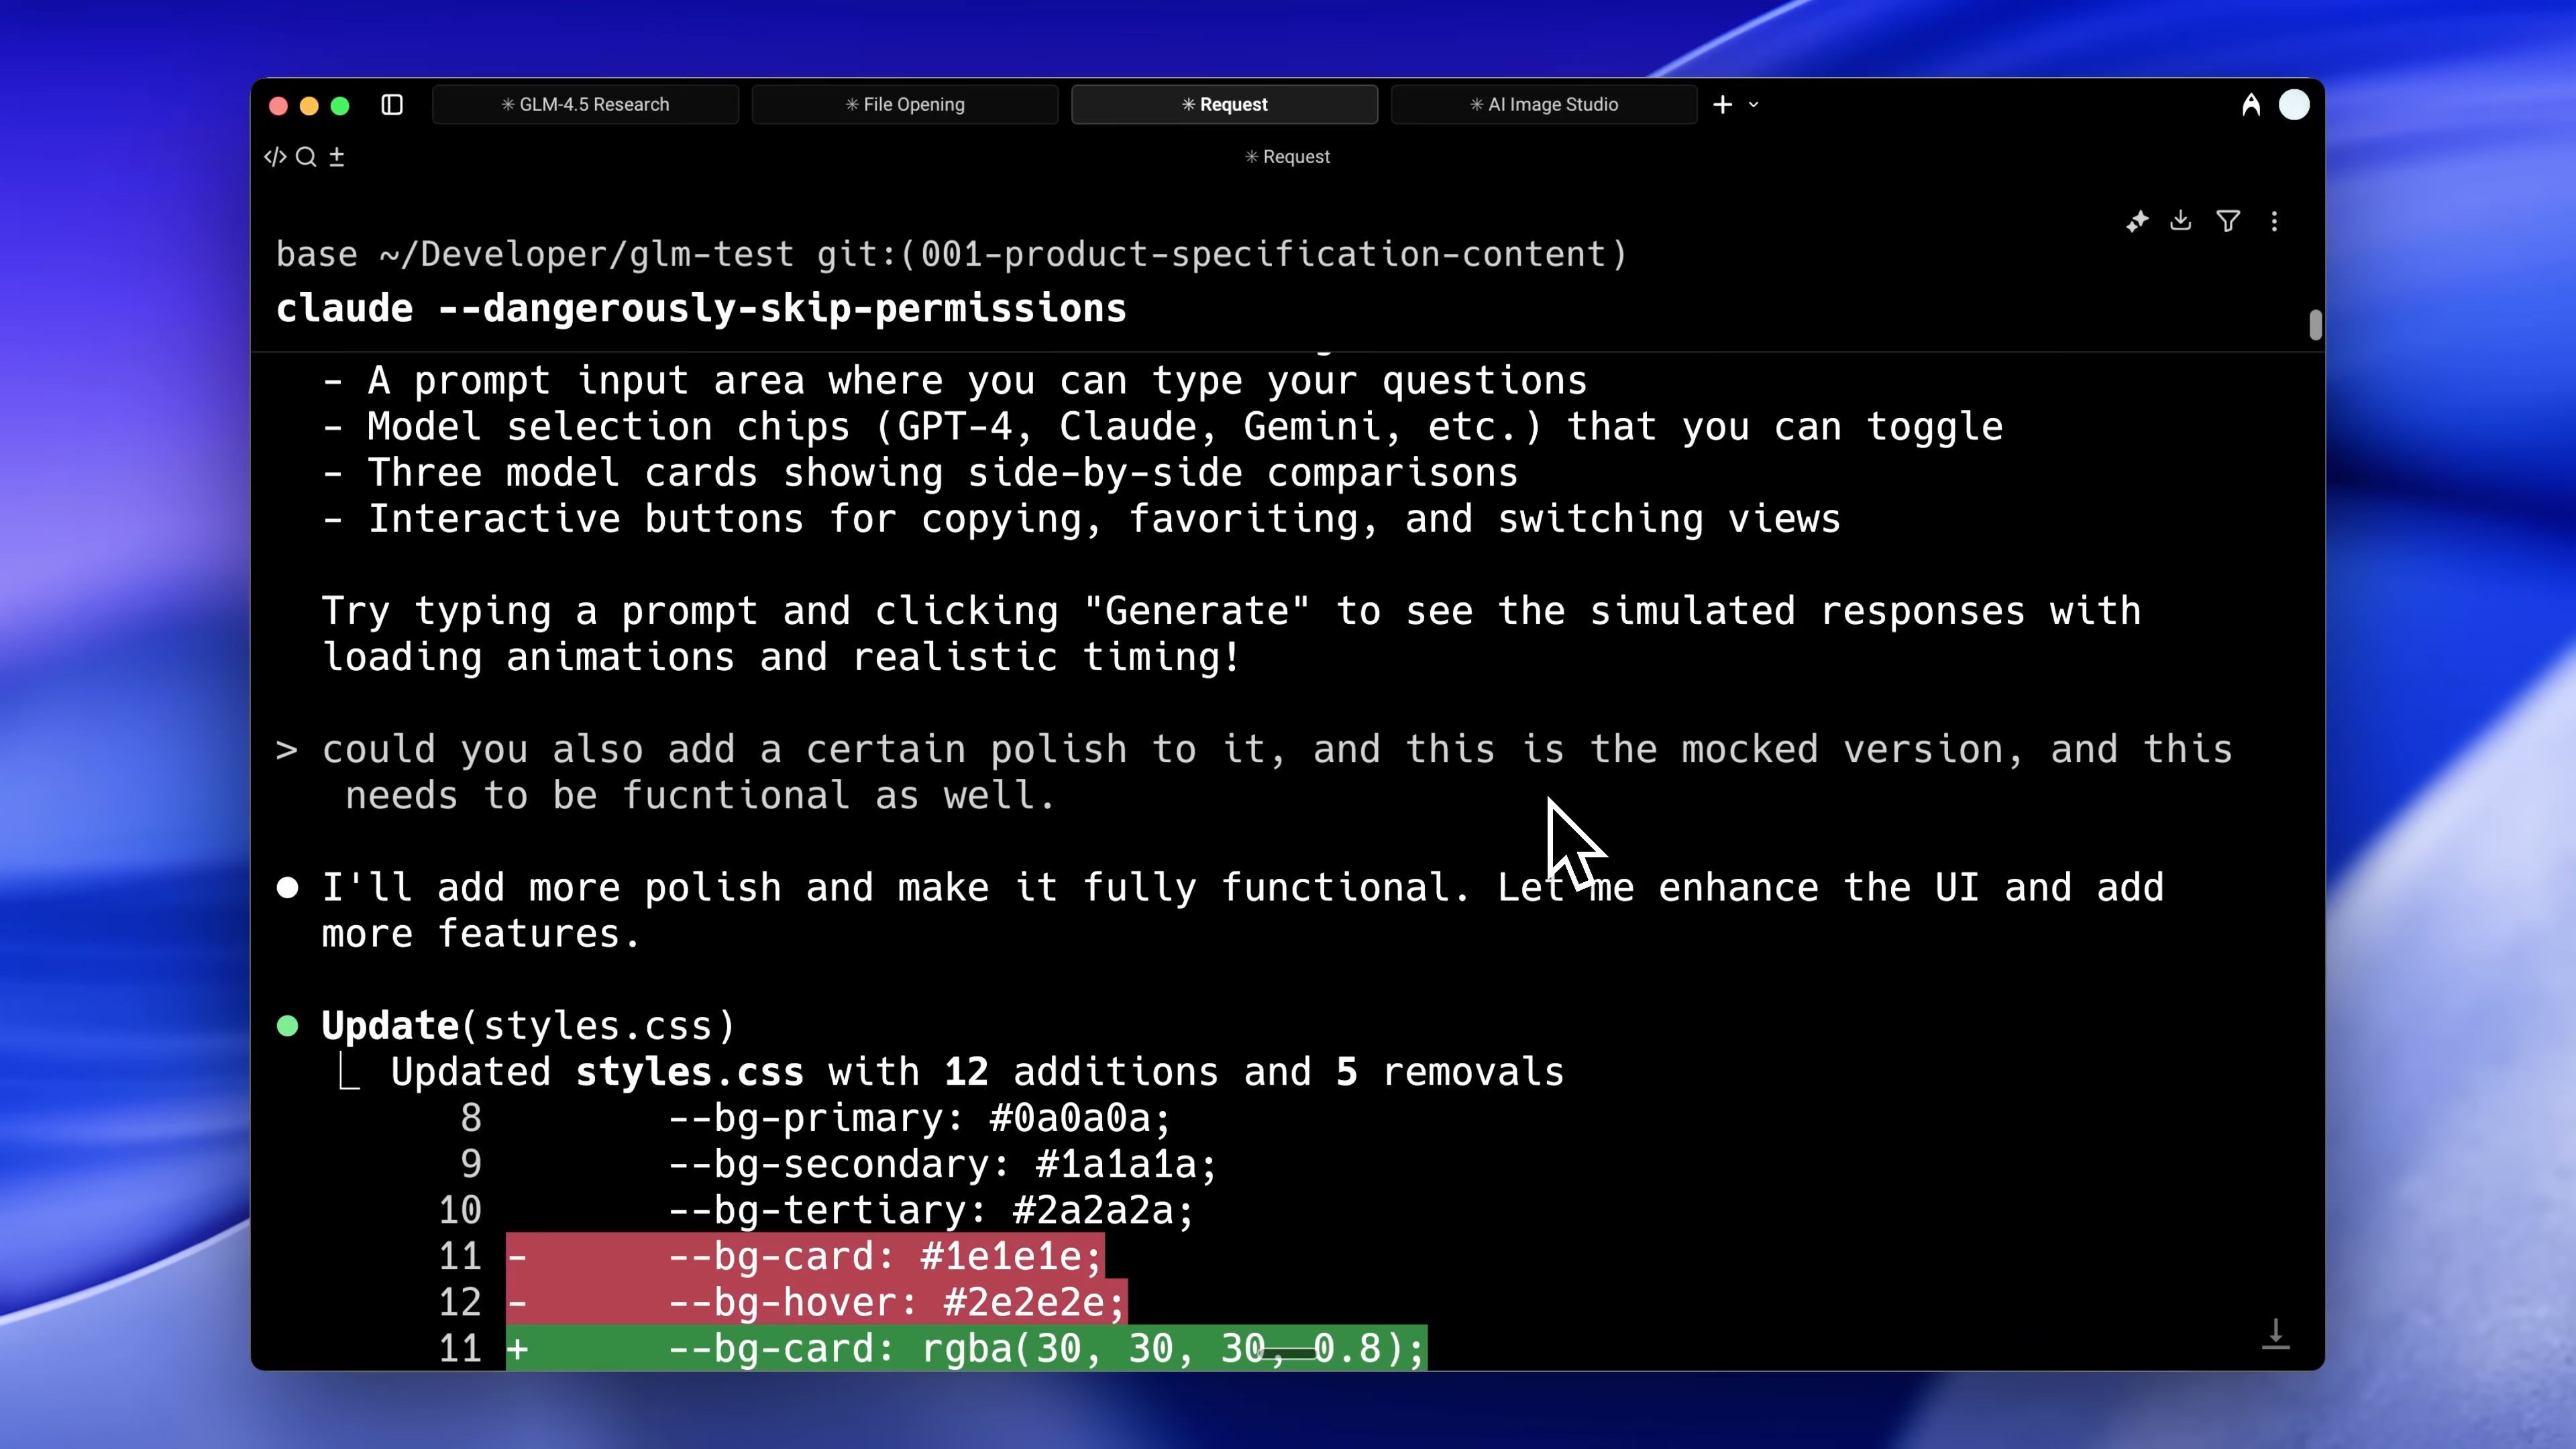 ✳ GLM-4.5 Research
✳ File Opening
✳ Request
✳ AI Image Studio
✳ Request
base ~/Developer/glm-test git:(001-product-specification-content)
claude --dangerously-skip-permissions
- A prompt input area where you can type your questions
- Model selection chips (GPT-4, Claude, Gemini, etc.) that you can toggle
- Three model cards showing side-by-side comparisons
- Interactive buttons for copying, favoriting, and switching views
Try typing a prompt and clicking "Generate" to see the simulated responses with
loading animations and realistic timing!
> could you also add a certain polish to it, and this is the mocked version, and this
needs to be fucntional as well.
● I'll add more polish and make it fully functional. Let me enhance the UI and add
more features.
● Update(styles.css)
⎿ Updated styles.css with 12 additions and 5 removals
8 --bg-primary: #0a0a0a;
9 --bg-secondary: #1a1a1a;
10 --bg-tertiary: #2a2a2a;
11 - --bg-card: #1e1e1e;
12 - --bg-hover: #2e2e2e;
11 + --bg-card: rgba(30, 30, 30, 0.8);